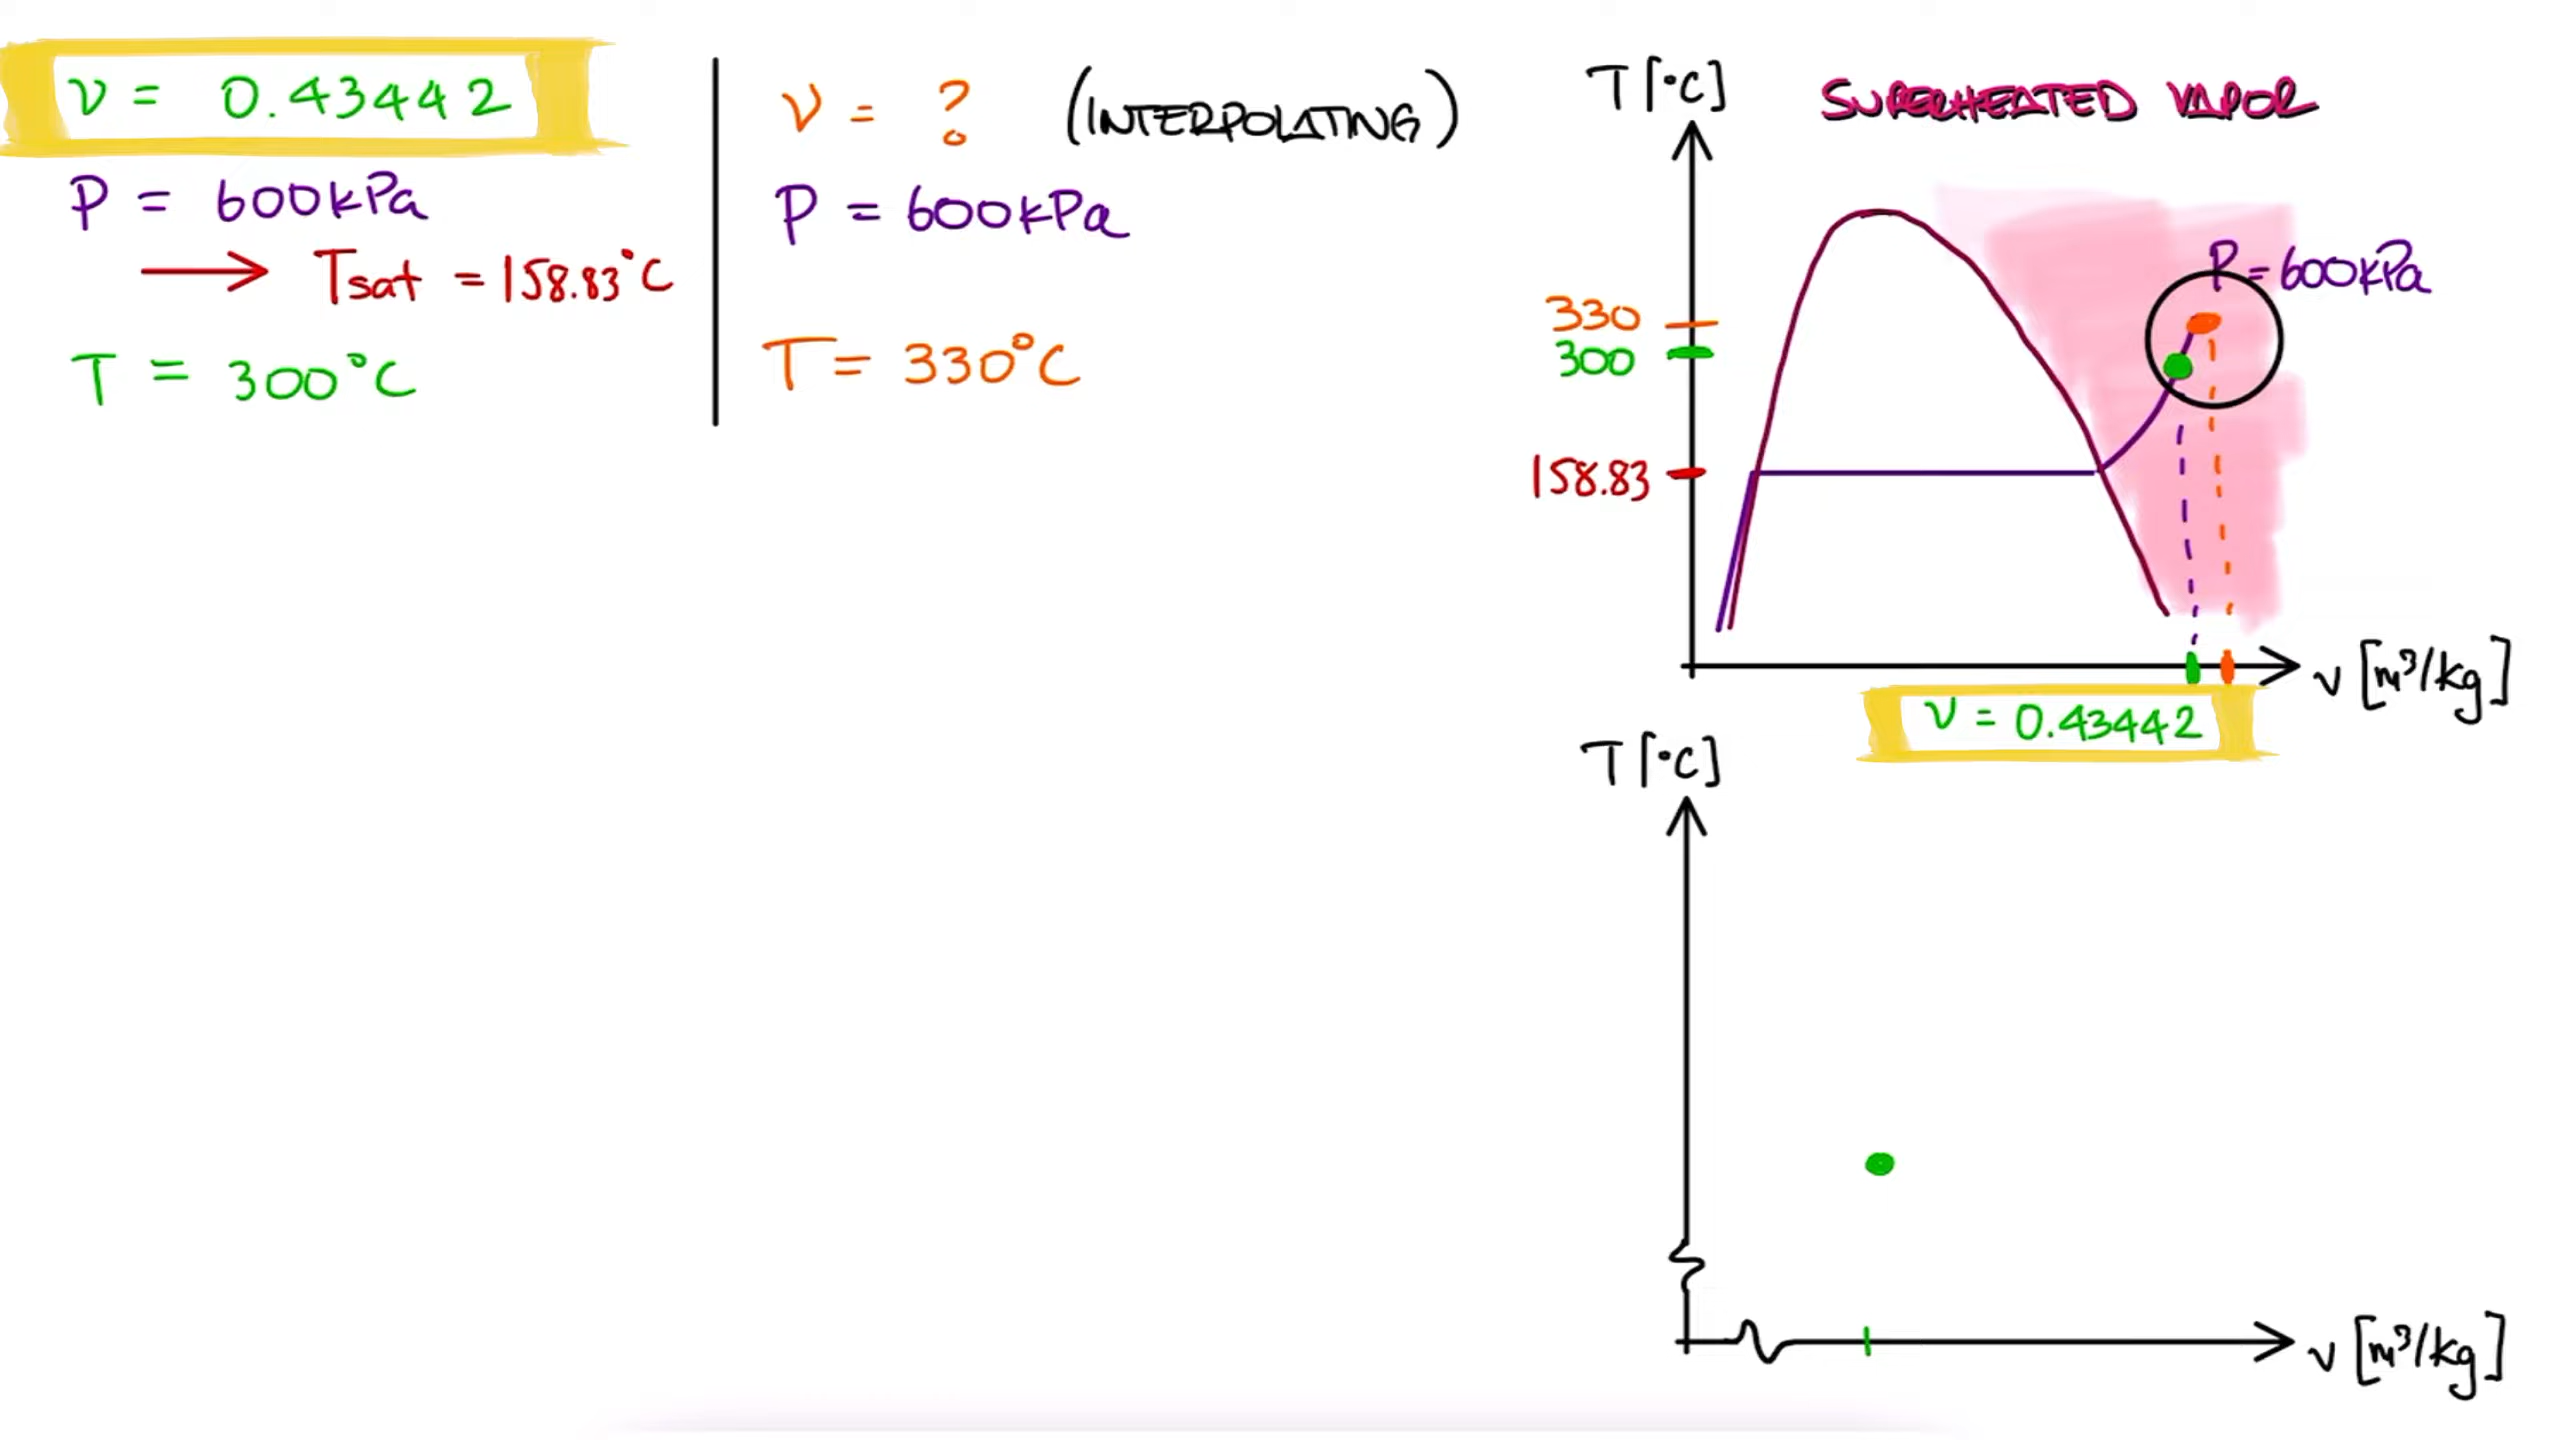 ν = 0.43442
P = 600kPa
→ Tsat = 158.83°C
T = 300°C
ν = ? (INTERPOLATING)
P = 600kPa
T = 330°C
T[°C]
SUPERHEATED VAPOR
P = 600kPa
330
300
158.83
ν [m³/kg]
ν = 0.43442
T[°C]
ν [m³/kg]